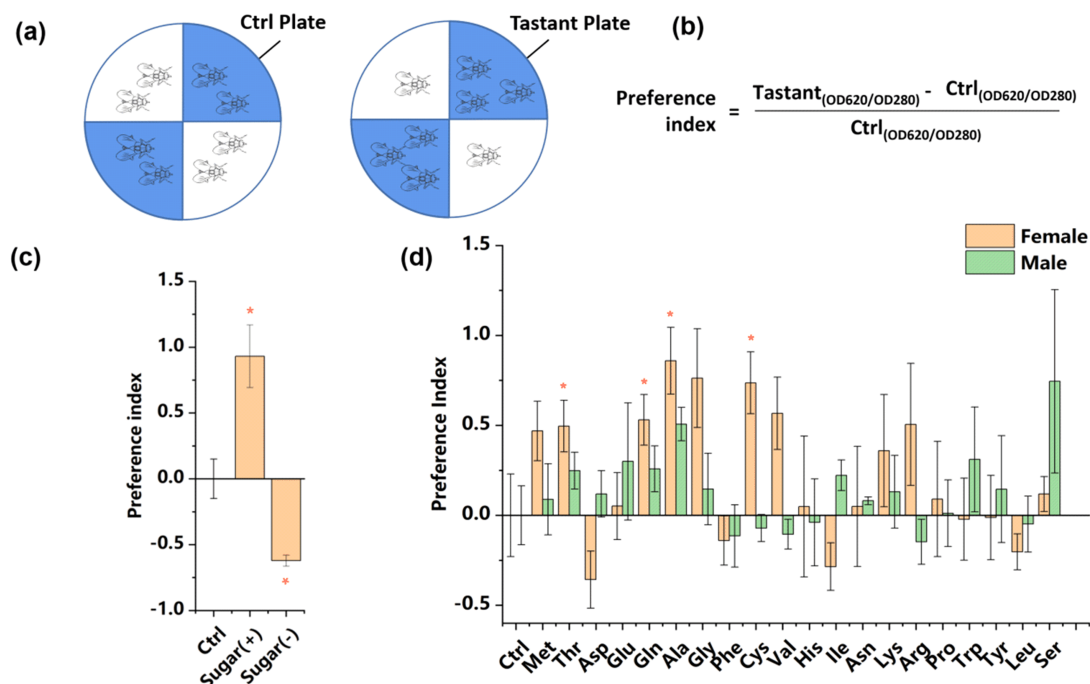 (a)
Ctrl Plate
Tastant Plate
(b)
Preference index = Tastant(OD620/OD280) - Ctrl(OD620/OD280)
Ctrl(OD620/OD280)
(c)
Preference index
1.5
1.0
0.5
0.0
-0.5
-1.0
*
*
Ctrl
Sugar(+)
Sugar(-)
(d)
Female
Male
Preference Index
1.5
1.0
0.5
0.0
-0.5
*
*
*
*
Ctrl
Met
Thr
Asp
Glu
Gln
Ala
Gly
Phe
Cys
Val
His
Ile
Asn
Lys
Arg
Pro
Trp
Tyr
Leu
Ser